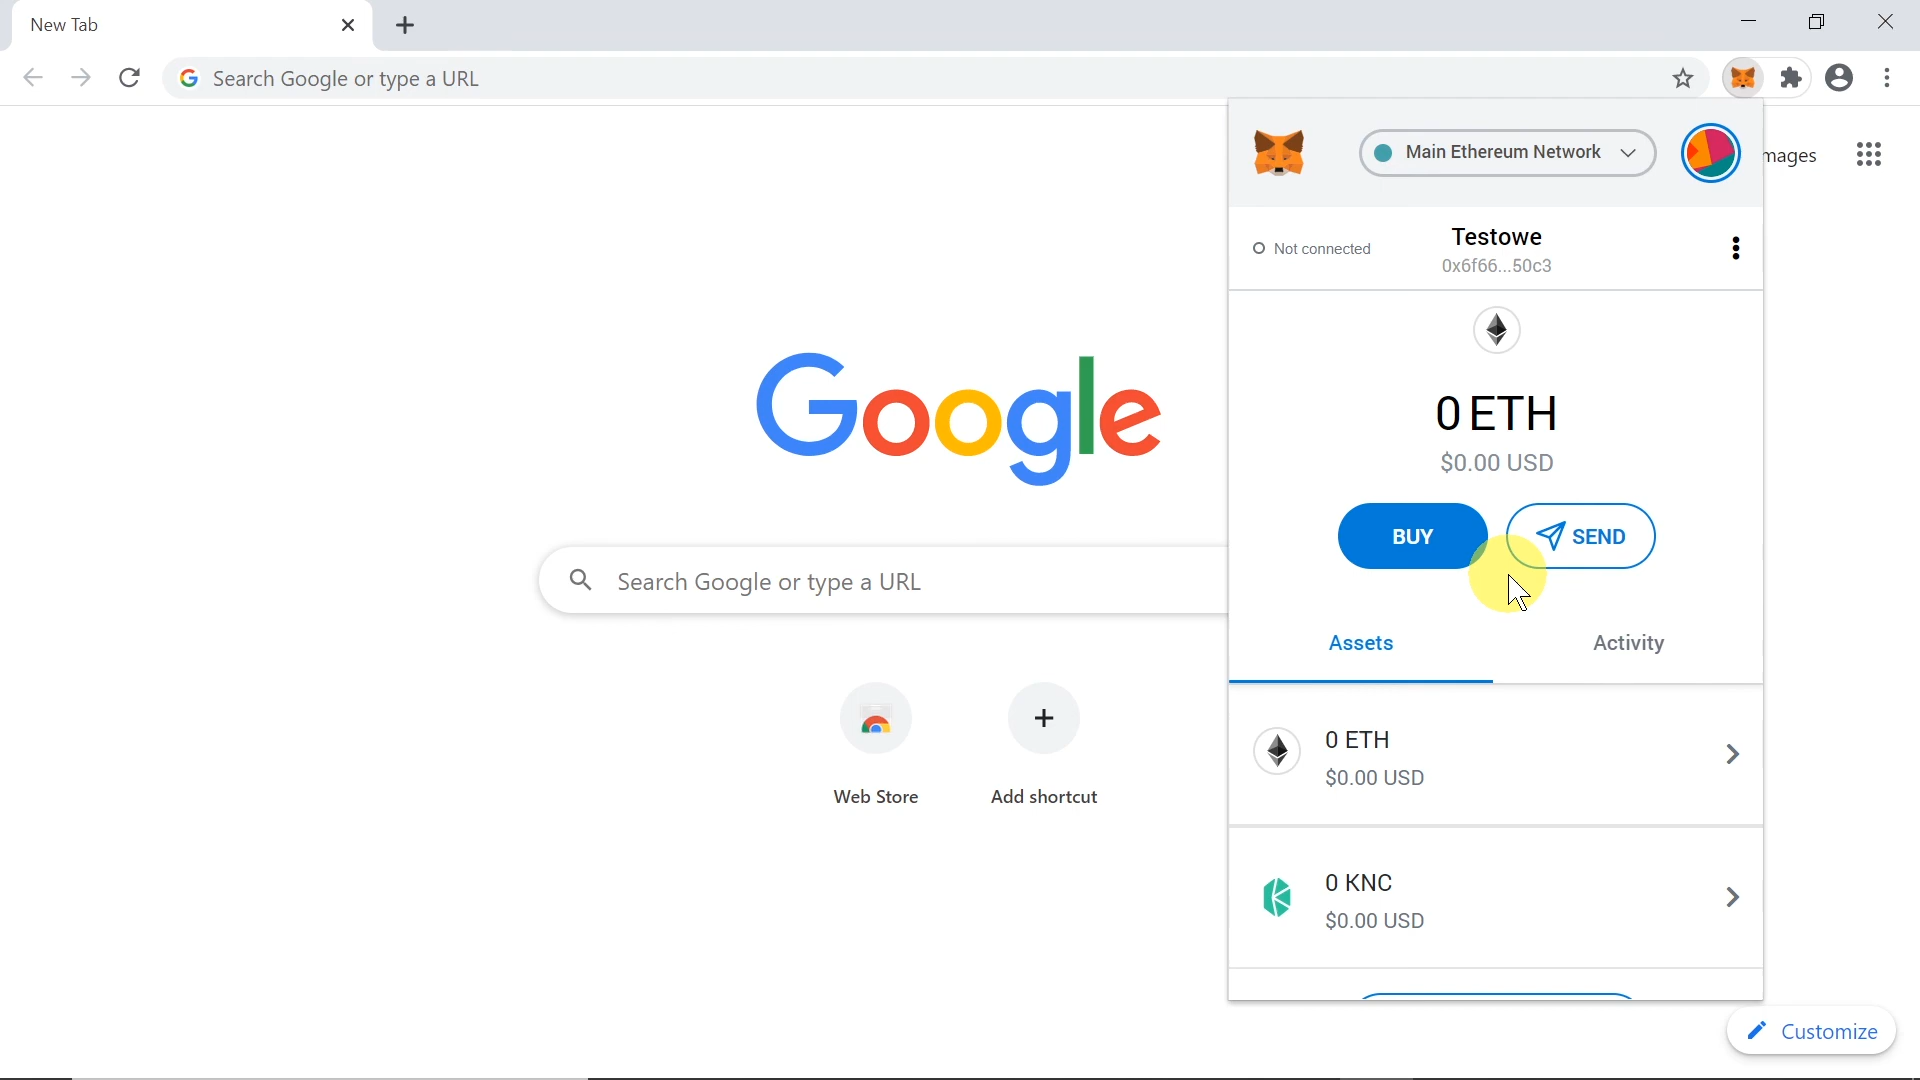 New Tab
Search Google or type a URL
Main Ethereum Network
mages
Not connected
Testowe
0x6f66...50c3
Google
0 ETH
$0.00 USD
BUY
SEND
Search Google or type a URL
Assets
Activity
0 ETH
$0.00 USD
Web Store
Add shortcut
0 KNC
$0.00 USD
Customize